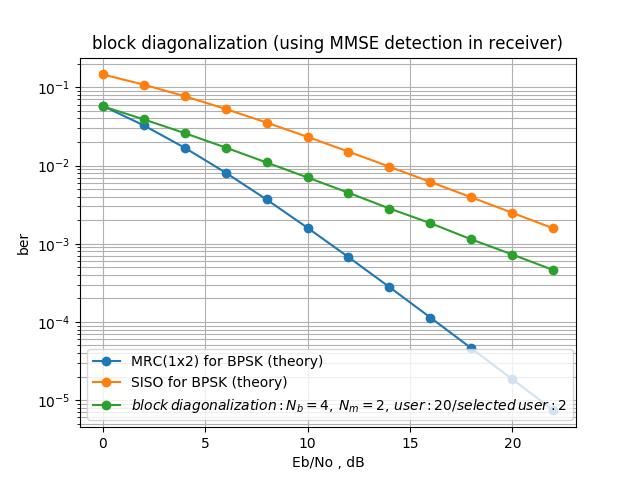 block diagonalization (using MMSE detection in receiver)
10⁻¹
10⁻²
10⁻³
10⁻⁴
10⁻⁵
ber
MRC(1x2) for BPSK (theory)
SISO for BPSK (theory)
block diagonalization : N_b = 4, N_m = 2, user : 20/selected user : 2
0 5 10 15 20
Eb/No , dB